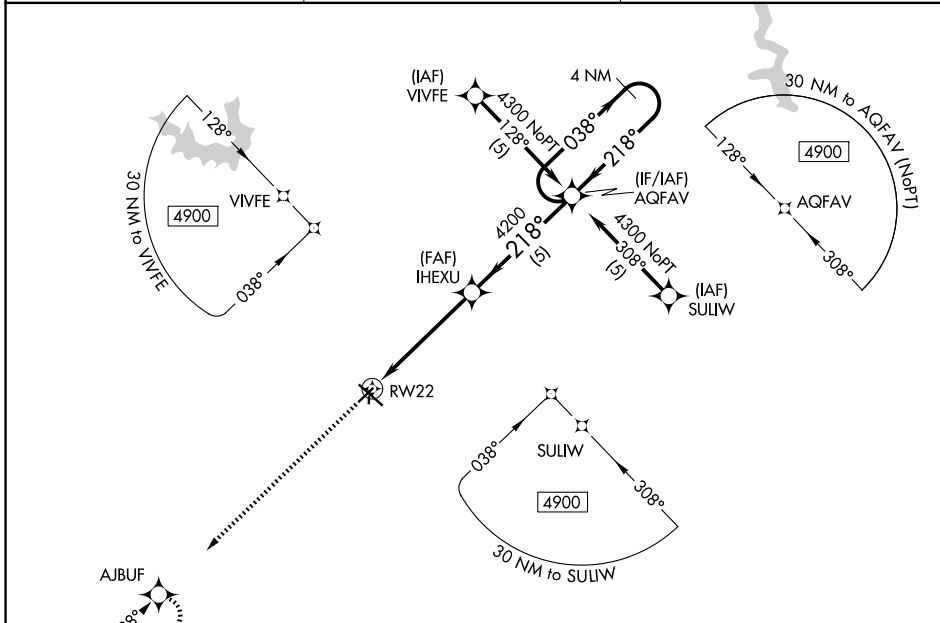 (IAF)
VIVFE
4300 NoPT
128°
(5)
4 NM
038°
218°
(IF/IAF)
AQFAV
4200
218°
(5)
(FAF)
IHEXU
4300 NoPT
308°
(5)
(IAF)
SULIW
RW22
AJBUF
128°
VIVFE
4900
038°
30 NM to VIVFE
30 NM to AQFAV (NoPT)
4900
128°
AQFAV
308°
SULIW
038°
308°
4900
30 NM to SULIW